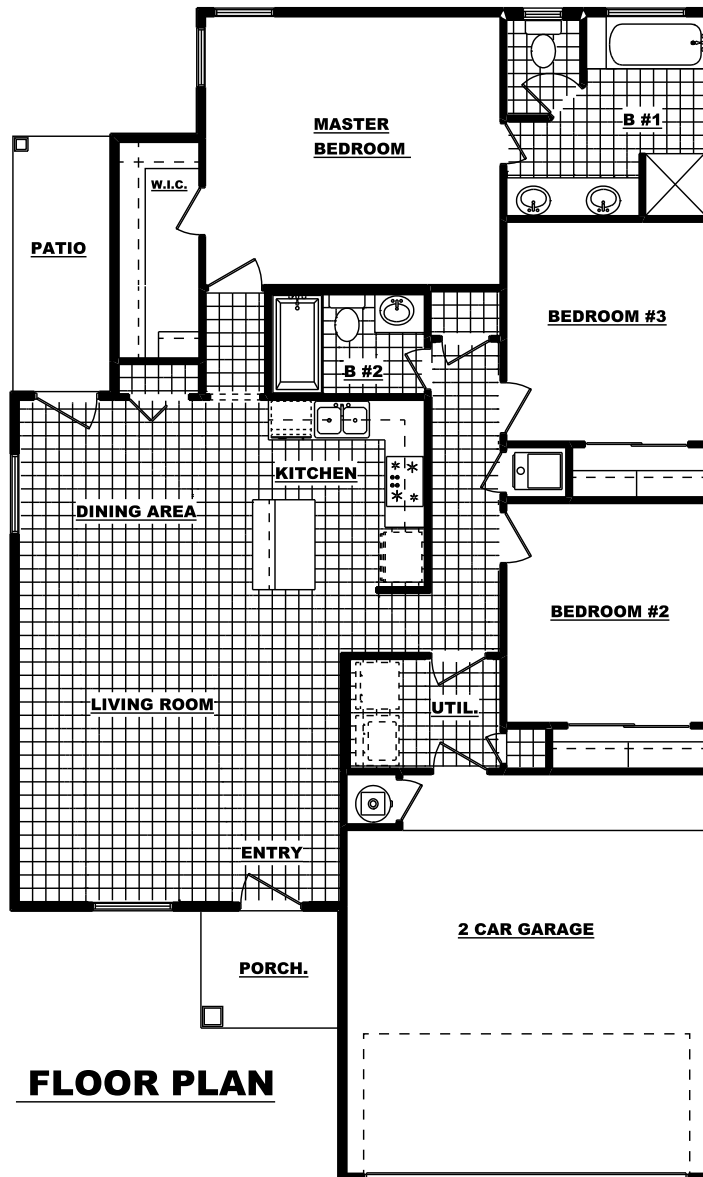 MASTER
BEDROOM
B #1
W.I.C.
PATIO
BEDROOM #3
B #2
KITCHEN
DINING AREA
BEDROOM #2
LIVING ROOM
UTIL.
ENTRY
2 CAR GARAGE
PORCH.
FLOOR PLAN